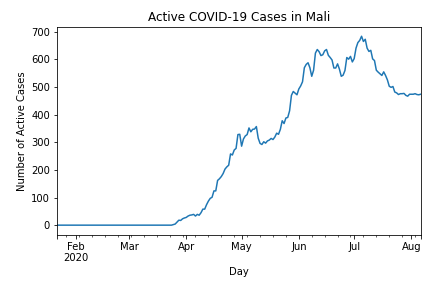 Active COVID-19 Cases in Mali
Number of Active Cases
700
600
500
400
300
200
100
0
Feb Mar Apr May Jun Jul Aug
2020
Day